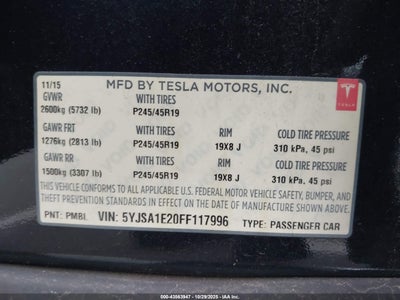 11/15 MFD BY TESLA MOTORS, INC.
GVWR WITH TIRES
2600kg (5732 lb) P245/45R19
TESLA
GAWR FRT WITH TIRES RIM COLD TIRE PRESSURE
1276kg (2813 lb) P245/45R19 19X8 J 310 kPa, 45 psi
GAWR RR WITH TIRES RIM COLD TIRE PRESSURE
1500kg (3307 lb) P245/45R19 19X8 J 310 kPa, 45 psi
THIS VEHICLE CONFORMS TO ALL APPLICABLE U.S. FEDERAL MOTOR VEHICLE SAFETY, BUMPER, AND
THEFT PREVENTION STANDARDS IN EFFECT ON THE DATE OF MANUFACTURE SHOWN ABOVE.
PNT: PMBL VIN: 5YJSA1E20FF117996 TYPE: PASSENGER CAR
000-43563947 - 10/29/2025 - IAAI.COM